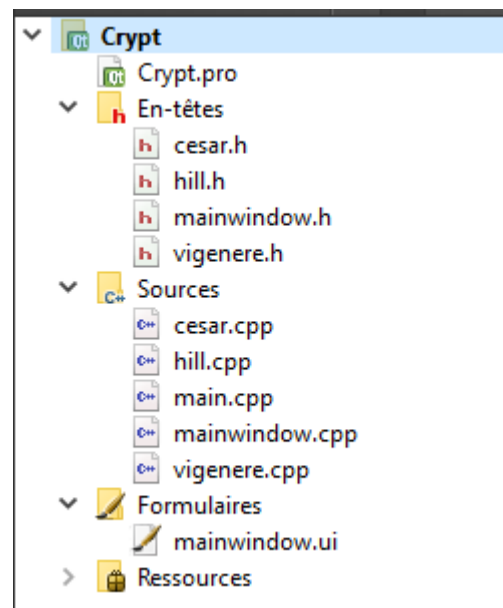 Crypt
Crypt.pro
En-têtes
cesar.h
hill.h
mainwindow.h
vigenere.h
Sources
cesar.cpp
hill.cpp
main.cpp
mainwindow.cpp
vigenere.cpp
Formulaires
mainwindow.ui
Ressources